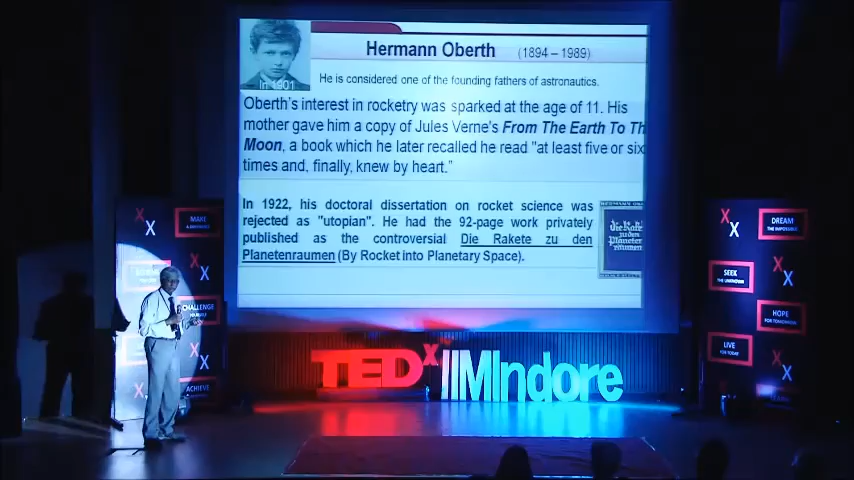 Hermann Oberth (1894 – 1989)
In 1901
He is considered one of the founding fathers of astronautics.
Oberth's interest in rocketry was sparked at the age of 11. His
mother gave him a copy of Jules Verne's From The Earth To Th
Moon, a book which he later recalled he read "at least five or six
times and, finally, knew by heart."
In 1922, his doctoral dissertation on rocket science was
rejected as "utopian". He had the 92-page work privately
published as the controversial Die Rakete zu den
Planetenraumen (By Rocket into Planetary Space).
die Rakete
zu den
Planeten
räumen
X
X
MAKE
X
CHALLENGE
X
ACHIEVE
X
X
DREAM
THE IMPOSSIBLE
SEEK
THE UNKNOWN
X
X
HOPE
FOR TOMORROW
LIVE
FOR TODAY
X
X
TEDx IIMIndore